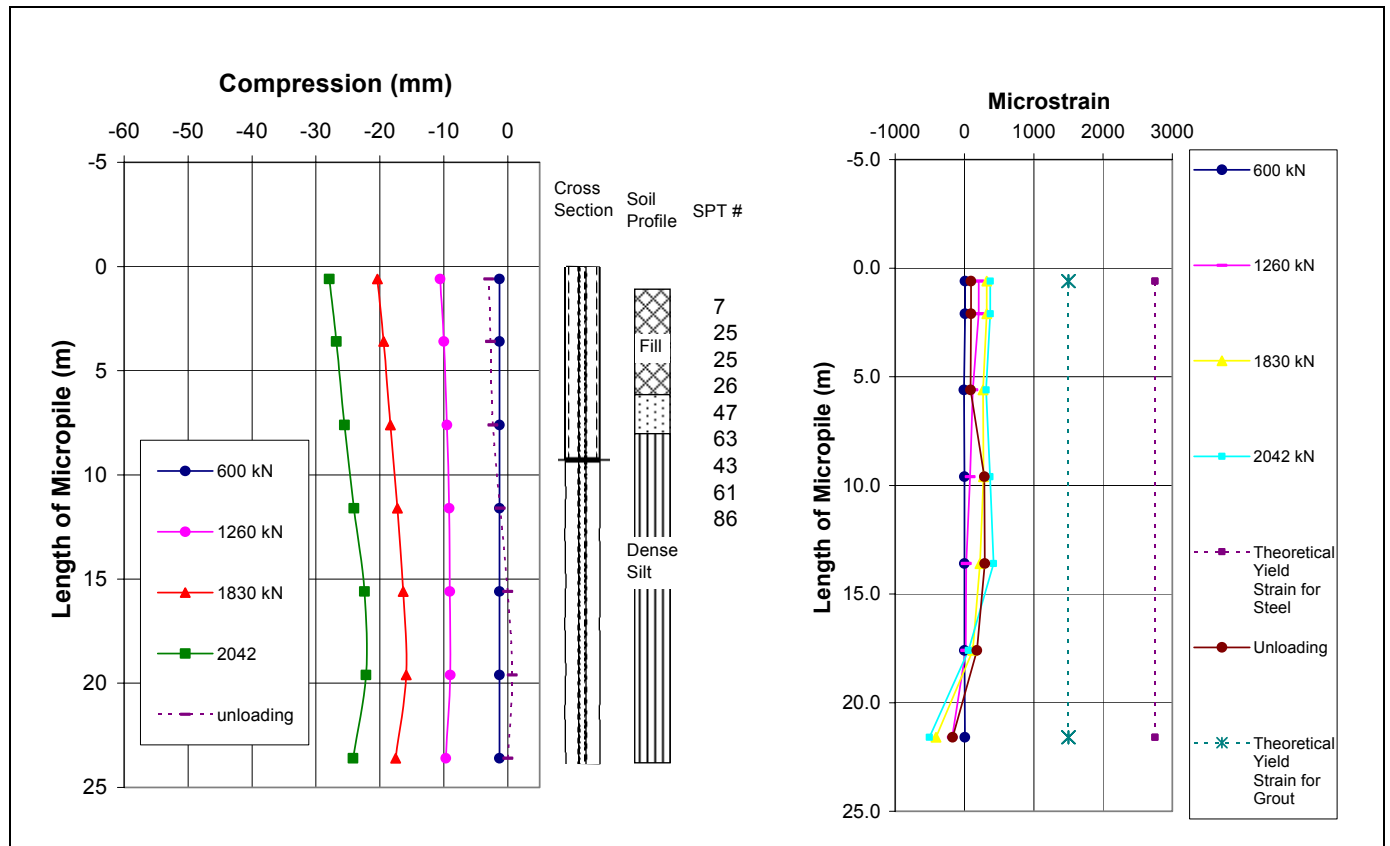 Compression (mm)
-60 -50 -40 -30 -20 -10 0
-5
0
5
10
15
20
25
Length of Micropile (m)
600 kN
1260 kN
1830 kN
2042
unloading
Cross
Section
Soil
Profile
SPT #
Fill
Dense
Silt
7
25
25
26
47
63
43
61
86
Microstrain
-1000 0 1000 2000 3000
-5.0
0.0
5.0
10.0
15.0
20.0
25.0
Length of Micropile (m)
600 kN
1260 kN
1830 kN
2042 kN
Theoretical
Yield
Strain for
Steel
Unloading
Theoretical
Yield
Strain for
Grout